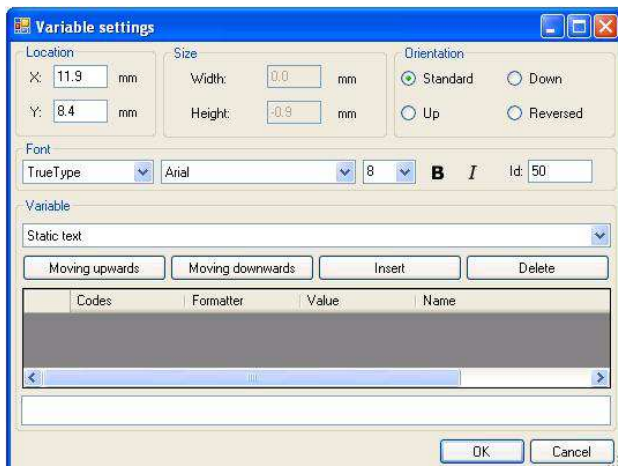 Variable settings
Location Size Orientation
X: 11.9 mm Width: 0.0 mm Standard Down
Y: 8.4 mm Height: -0.9 mm Up Reversed
Font
TrueType Arial 8 B I Id: 50
Variable
Static text
Moving upwards Moving downwards Insert Delete
Codes Formatter Value Name
OK Cancel